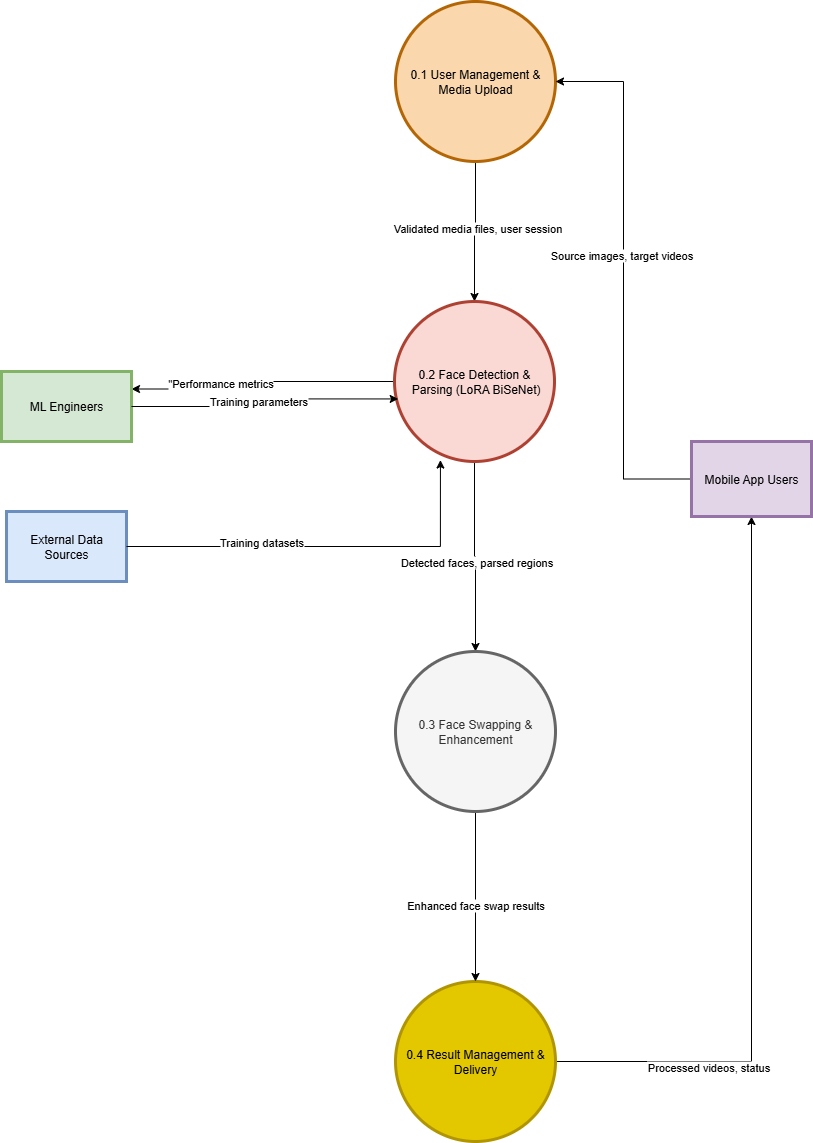 0.1 User Management &
Media Upload
Validated media files, user session
Source images, target videos
0.2 Face Detection &
Parsing (LoRA BiSeNet)
"Performance metrics
Training parameters
ML Engineers
Mobile App Users
External Data
Sources
Training datasets
Detected faces, parsed regions
0.3 Face Swapping &
Enhancement
Enhanced face swap results
0.4 Result Management &
Delivery
Processed videos, status